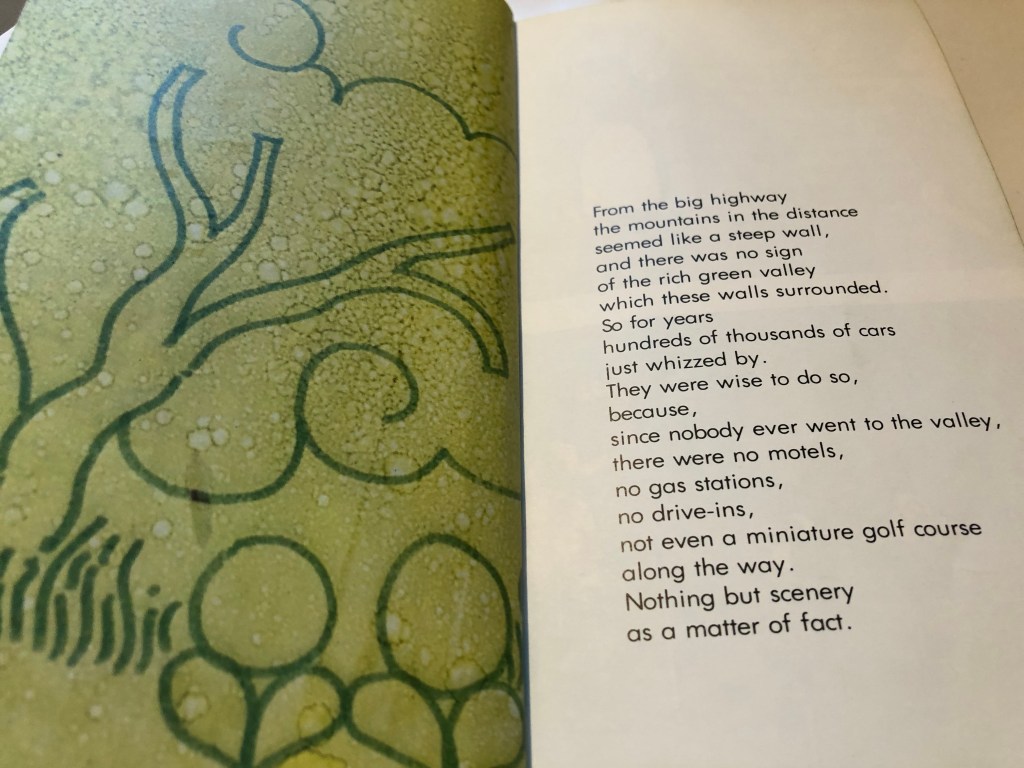 From the big highway
the mountains in the distance
seemed like a steep wall,
and there was no sign
of the rich green valley
which these walls surrounded.
So for years
hundreds of thousands of cars
just whizzed by.
They were wise to do so,
because,
since nobody ever went to the valley,
there were no motels,
no gas stations,
no drive-ins,
not even a miniature golf course
along the way.
Nothing but scenery
as a matter of fact.